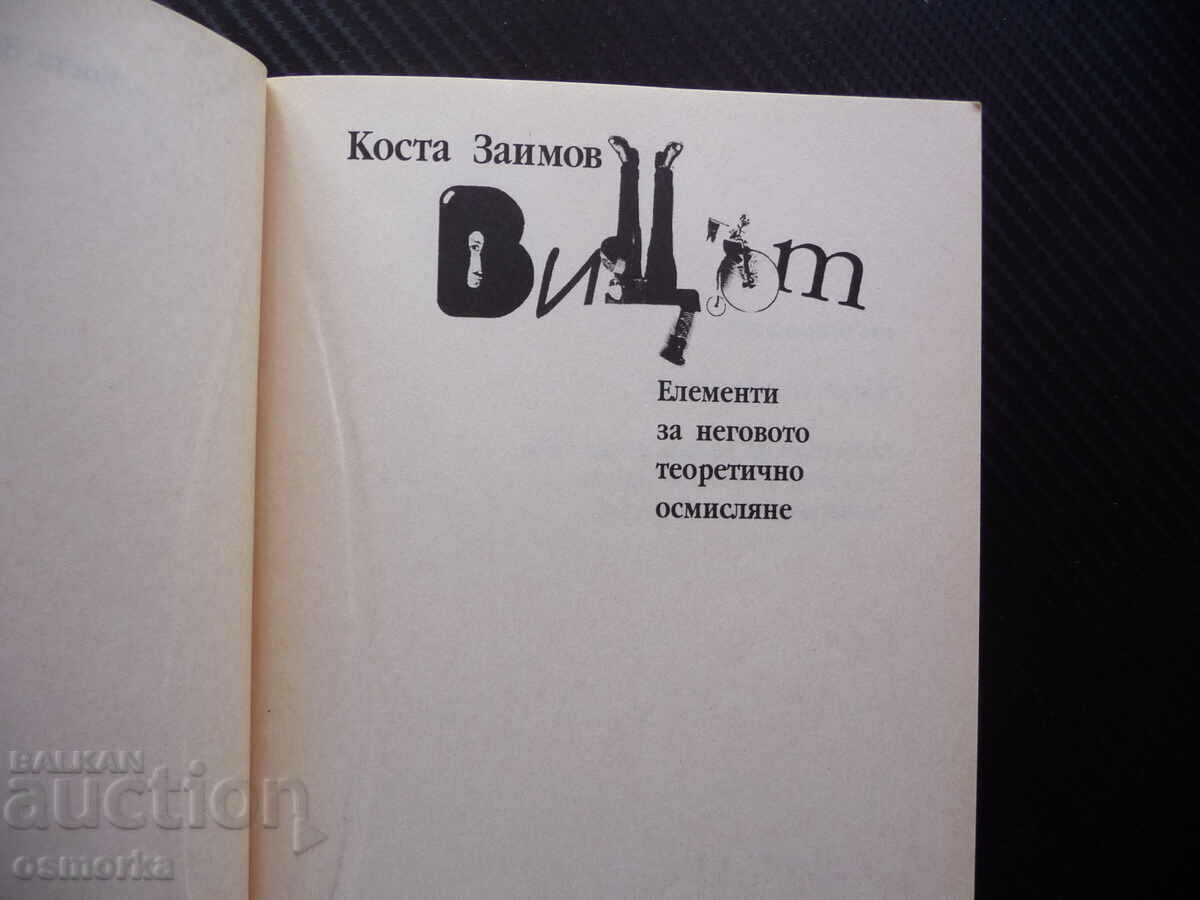 Коста Заимов
ВиЦът
Елементи
за неговото
теоретично
осмисляне
BALKAN
auction
osmorka